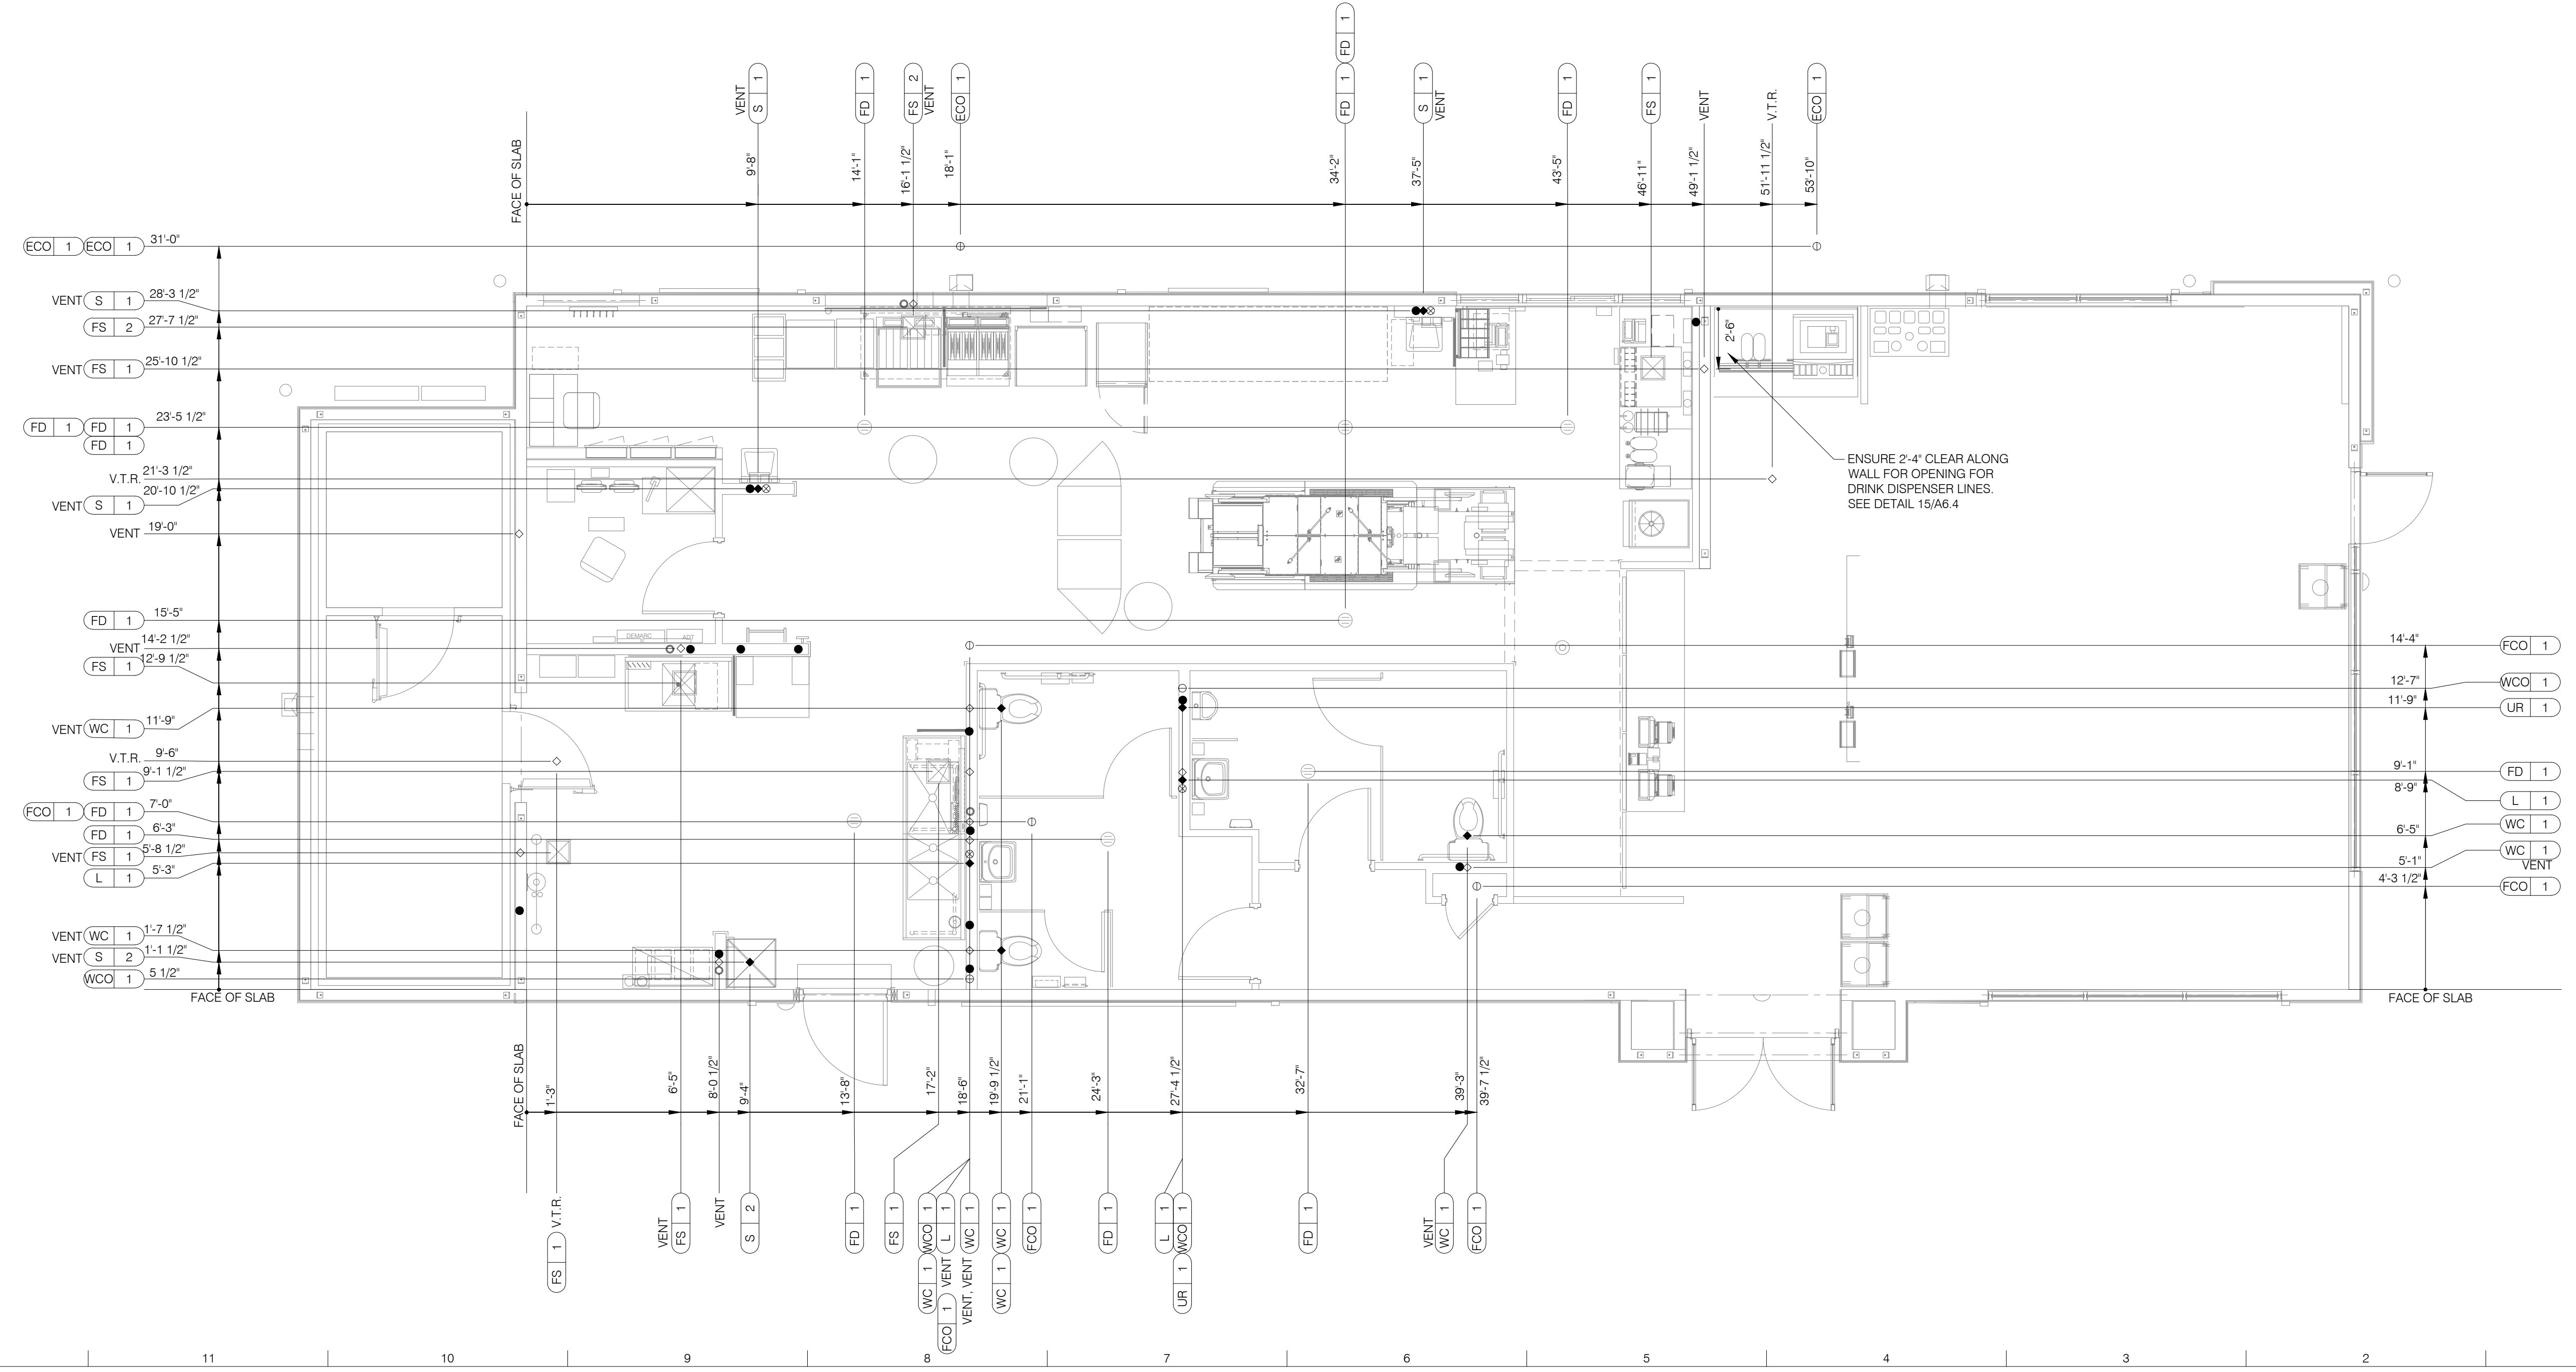 FD 1
VENT
S 1
FD 1
FS 2
VENT
ECO 1
FD 1
S 1
VENT
FD 1
FS 1
VENT
V.T.R.
ECO 1
FACE OF SLAB
9'-8"
14'-1"
16'-1 1/2"
18'-1"
34'-2"
37'-5"
43'-5"
46'-11"
49'-1 1/2"
51'-11 1/2"
53'-10"
ECO 1 ECO 1 31'-0"
VENT S 1 28'-3 1/2"
FS 2 27'-7 1/2"
VENT FS 1 25'-10 1/2"
FD 1 FD 1 23'-5 1/2"
FD 1
V.T.R. 21'-3 1/2"
VENT S 1 20'-10 1/2"
VENT 19'-0"
FD 1 15'-5"
VENT 14'-2 1/2"
FS 1 12'-9 1/2"
VENT WC 1 11'-9"
V.T.R. 9'-6"
FS 1 9'-1 1/2"
FCO 1 FD 1 7'-0"
FD 1 6'-3"
VENT FS 1 5'-8 1/2"
L 1 5'-3"
VENT WC 1 1'-7 1/2"
VENT S 2 1'-1 1/2"
WCO 1 5 1/2"
FACE OF SLAB
2'-6"
ENSURE 2'-4" CLEAR ALONG
WALL FOR OPENING FOR
DRINK DISPENSER LINES.
SEE DETAIL 15/A6.4
DEMARC
ADT
14'-4" FCO 1
12'-7" WCO 1
11'-9" UR 1
9'-1" FD 1
8'-9" L 1
6'-5" WC 1
5'-1" WC 1
VENT
4'-3 1/2" FCO 1
FACE OF SLAB
FACE OF SLAB
1'-3"
6'-5"
8'-0 1/2"
9'-4"
13'-8"
17'-2"
18'-6"
19'-9 1/2"
21'-1"
24'-3"
27'-4 1/2"
32'-7"
39'-3"
39'-7 1/2"
V.T.R.
FS 1
VENT
FS 1
VENT
S 2
FD 1
FS 1
WCO 1
WC 1
L 1
VENT
FCO 1
WC 1
VENT, VENT
WC 1
WC 1
FCO 1
FD 1
L 1
WCO 1
UR 1
FD 1
VENT
WC 1
FCO 1
11 10 9 8 7 6 5 4 3 2